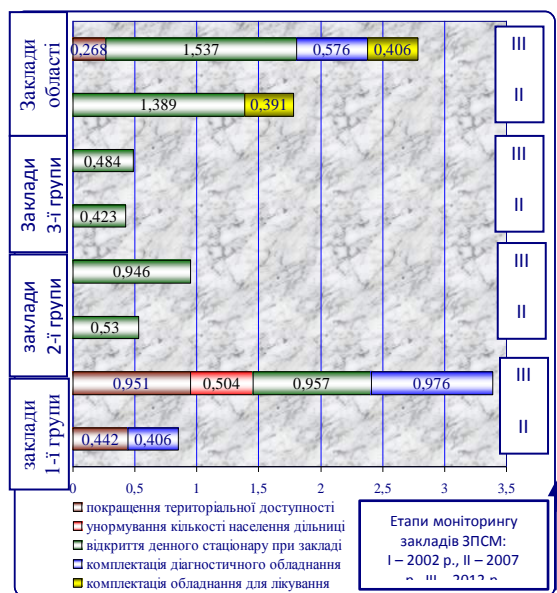 Заклади
області
0,268 1,537 0,576 0,406
III
1,389 0,391
II
Заклади
3-ї групи
0,484
III
0,423
II
заклади
2-ї групи
0,946
III
0,53
II
заклади
1-ї групи
0,951 0,504 0,957 0,976
III
0,442 0,406
II
0 0,5 1 1,5 2 2,5 3 3,5
покращення територіальної доступності
унормування кількості населення дільниці
відкриття денного стаціонару при закладі
комплектація діагностичного обладнання
комплектація обладнання для лікування
Етапи моніторингу
закладів ЗПСМ:
I – 2002 р., II – 2007
р., III – 2012 р.